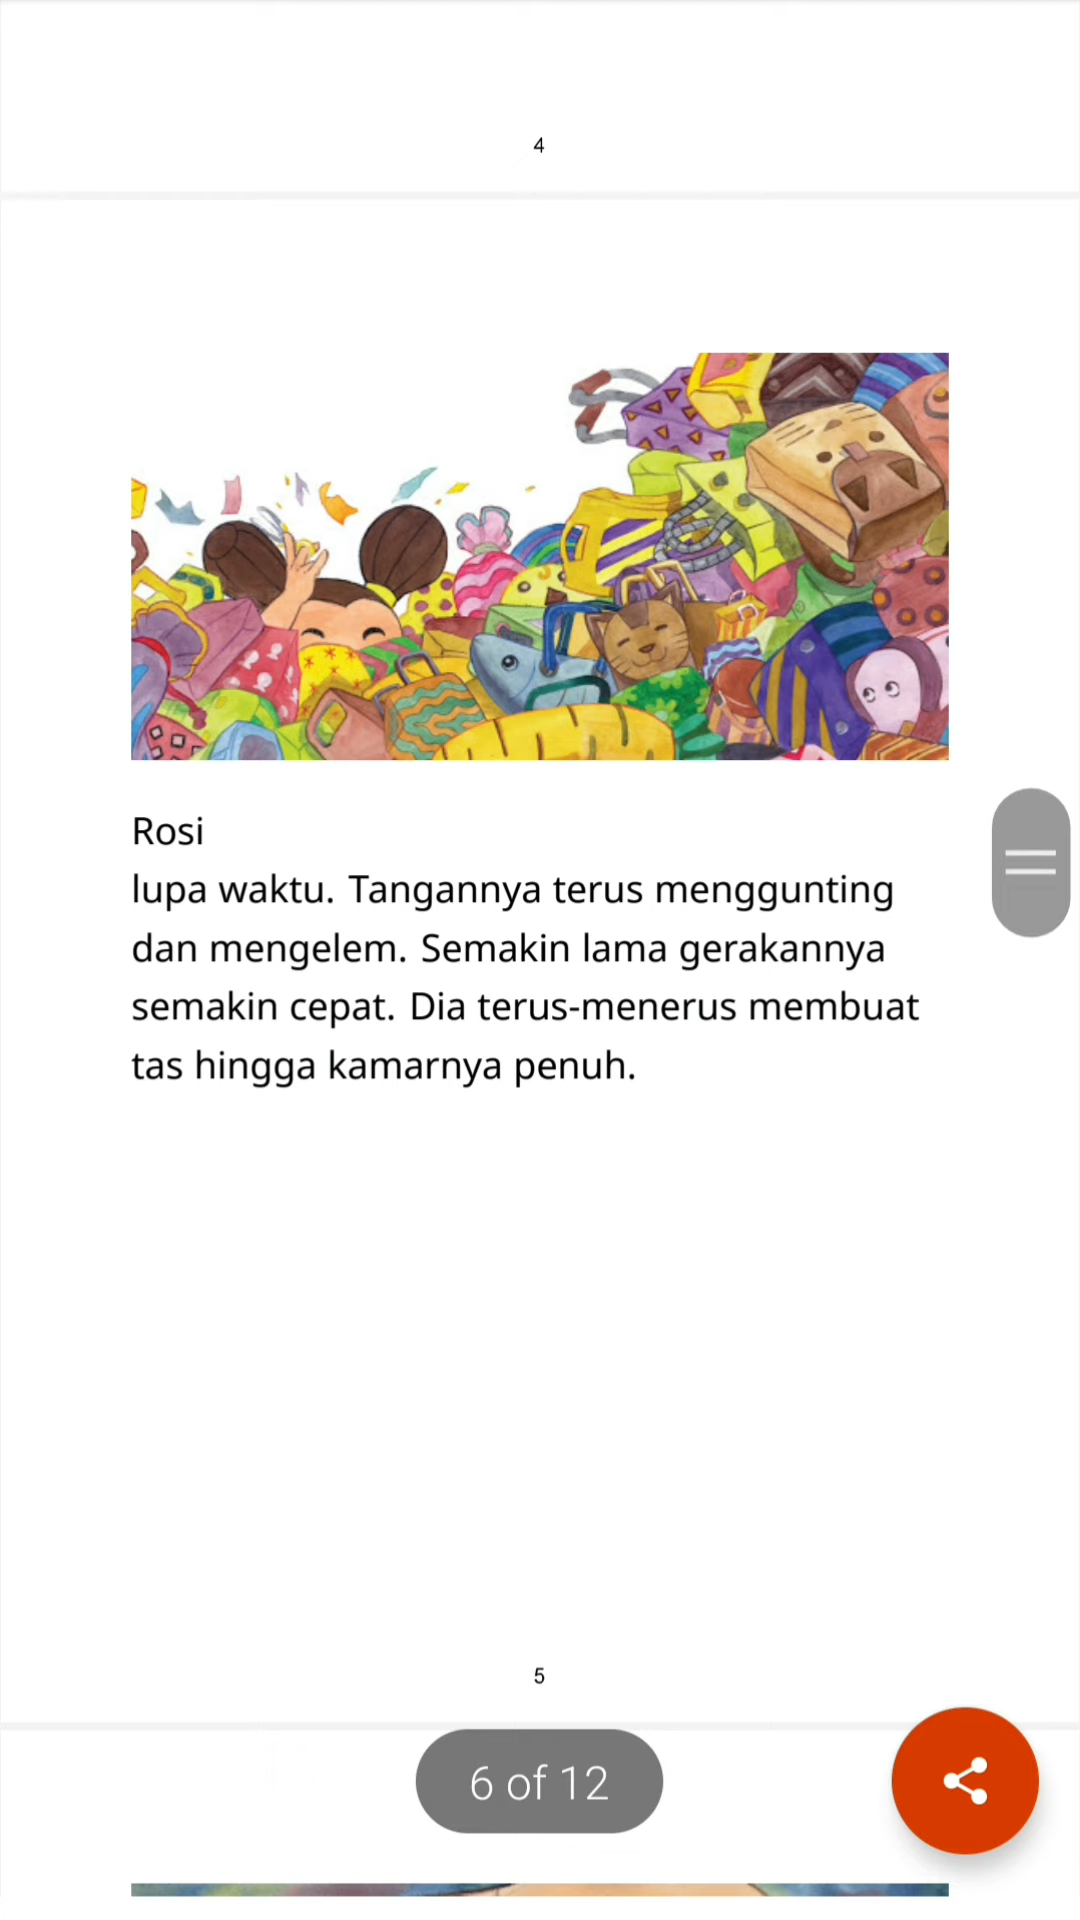 4
Rosi
lupa waktu. Tangannya terus menggunting
dan mengelem. Semakin lama gerakannya
semakin cepat. Dia terus-menerus membuat
tas hingga kamarnya penuh.
5
6 of 12